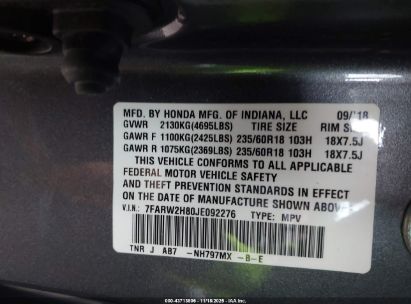 MFD. BY HONDA MFG. OF INDIANA, LLC 09/18
GVWR 2130KG(4695LBS) TIRE SIZE RIM
GAWR F 1100KG(2425LBS) 235/60R18 103H 18X7.5J
GAWR R 1075KG(2369LBS) 235/60R18 103H 18X7.5J
THIS VEHICLE CONFORMS TO ALL APPLICABLE
FEDERAL MOTOR VEHICLE SAFETY
AND THEFT PREVENTION STANDARDS IN EFFECT
ON THE DATE OF MANUFACTURE SHOWN ABOVE.
V.I.N: 7FARW2H80JE092276 TYPE: MPV
TNR J AB7 -NH797MX -B-E